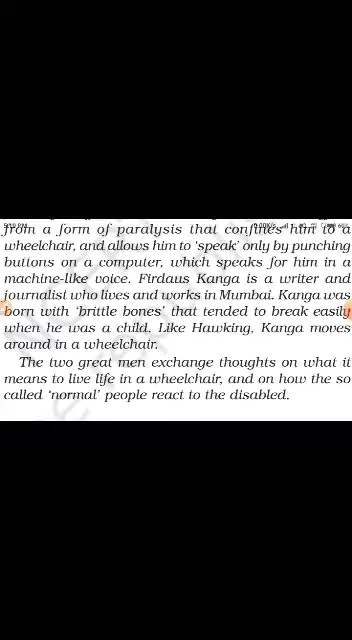 from a form of paralysis that confines him to a
wheelchair, and allows him to ‘speak’ only by punching
buttons on a computer, which speaks for him in a
machine-like voice. Firdaus Kanga is a writer and
journalist who lives and works in Mumbai. Kanga was
born with ‘brittle bones’ that tended to break easily
when he was a child. Like Hawking, Kanga moves
around in a wheelchair.
The two great men exchange thoughts on what it
means to live life in a wheelchair, and on how the so
called ‘normal’ people react to the disabled.